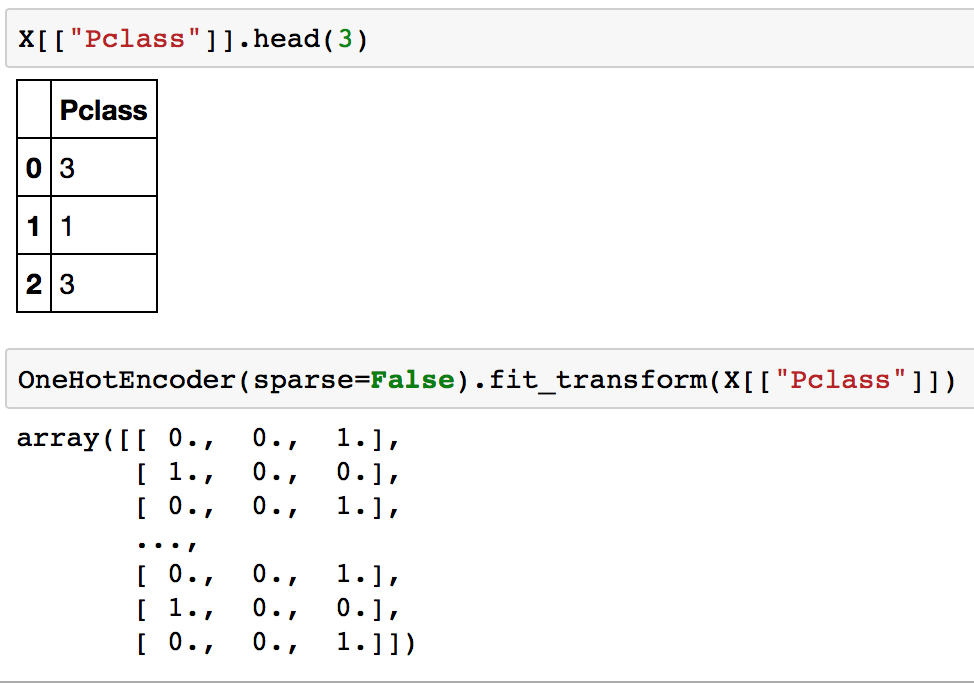 X[["Pclass"]].head(3)
Pclass
0 3
1 1
2 3
OneHotEncoder(sparse=False).fit_transform(X[["Pclass"]])
array([[ 0.,  0.,  1.],
       [ 1.,  0.,  0.],
       [ 0.,  0.,  1.],
       ...,
       [ 0.,  0.,  1.],
       [ 1.,  0.,  0.],
       [ 0.,  0.,  1.]])